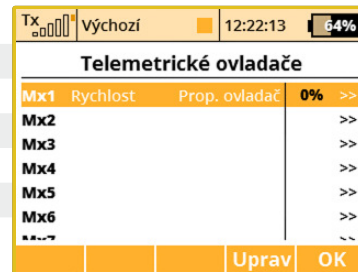 Tx Výchozí 12:22:13 64%
Telemetrické ovladače
Mx1 Rychlost Prop. ovladač 0% >>
Mx2 >>
Mx3 >>
Mx4 >>
Mx5 >>
Mx6 >>
Mx7 >>
Uprav OK